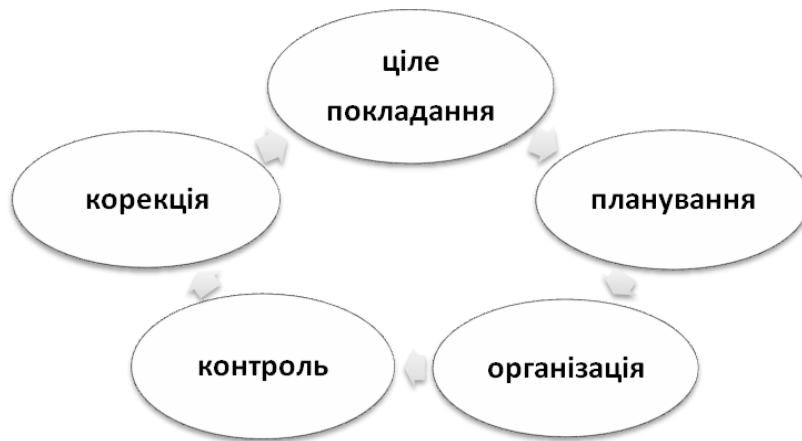 ціле
покладання
корекція
планування
контроль
організація